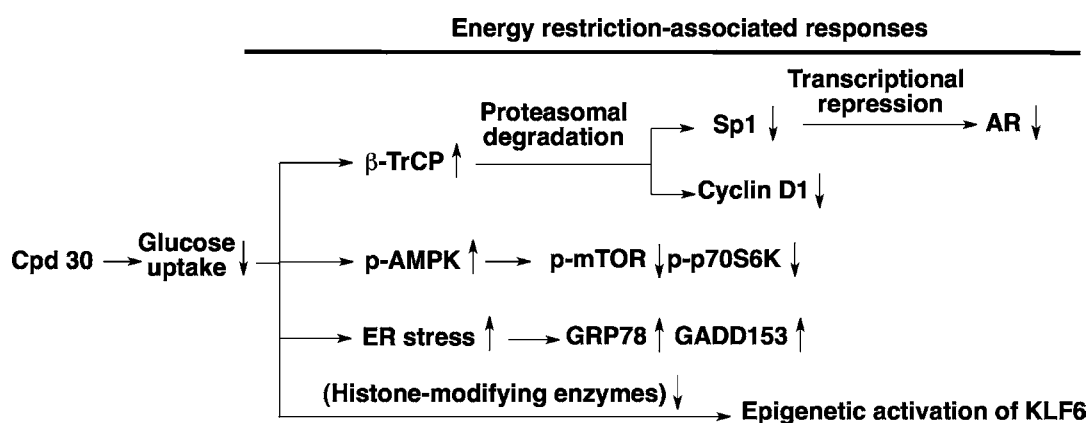 Energy restriction-associated responses
Transcriptional
repression
Proteasomal
degradation
Sp1
AR
β-TrCP
Cyclin D1
Cpd 30
Glucose
uptake
p-AMPK
p-mTOR
p-p70S6K
ER stress
GRP78
GADD153
(Histone-modifying enzymes)
Epigenetic activation of KLF6